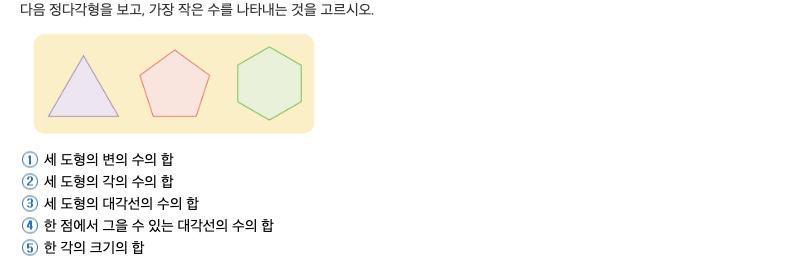 다음 정다각형을 보고, 가장 작은 수를 나타내는 것을 고르시오.
① 세 도형의 변의 수의 합
② 세 도형의 각의 수의 합
③ 세 도형의 대각선의 수의 합
④ 한 점에서 그을 수 있는 대각선의 수의 합
⑤ 한 각의 크기의 합